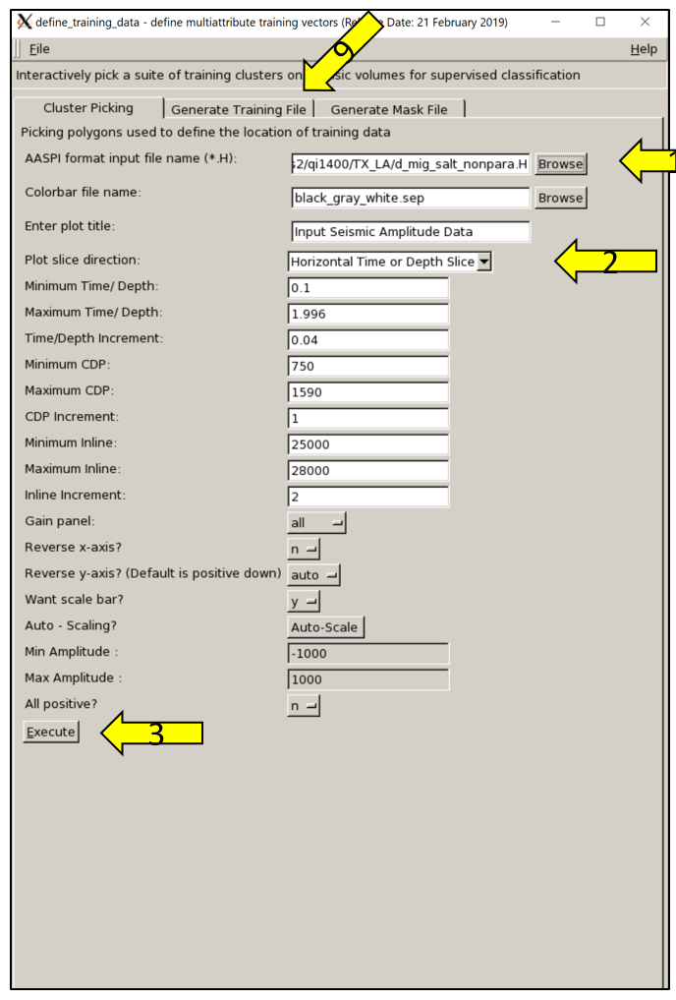 define_training_data - define multiattribute training vectors (Re Date: 21 February 2019)
File Help
9
Interactively pick a suite of training clusters on ic volumes for supervised classification
Cluster Picking Generate Training File Generate Mask File
Picking polygons used to define the location of training data
AASPI format input file name (*.H): 2/qi1400/TX_LA/d_mig_salt_nonpara.H Browse 1
Colorbar file name: black_gray_white.sep Browse
Enter plot title: Input Seismic Amplitude Data
Plot slice direction: Horizontal Time or Depth Slice 2
Minimum Time/ Depth: 0.1
Maximum Time/ Depth: 1.996
Time/Depth Increment: 0.04
Minimum CDP: 750
Maximum CDP: 1590
CDP Increment: 1
Minimum Inline: 25000
Maximum Inline: 28000
Inline Increment: 2
Gain panel: all
Reverse x-axis? n
Reverse y-axis? (Default is positive down) auto
Want scale bar? y
Auto - Scaling? Auto-Scale
Min Amplitude : -1000
Max Amplitude : 1000
All positive? n
Execute 3